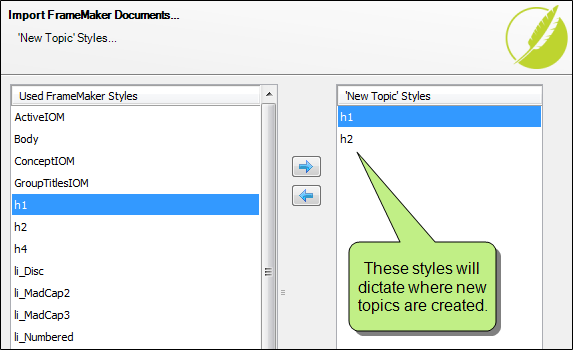 Import FrameMaker Documents...
'New Topic' Styles...
Used FrameMaker Styles
ActiveIOM
Body
ConceptIOM
GroupTitlesIOM
h1
h2
h4
li_Disc
li_MadCap2
li_MadCap3
li_Numbered
'New Topic' Styles
h1
h2
These styles will
dictate where new
topics are created.